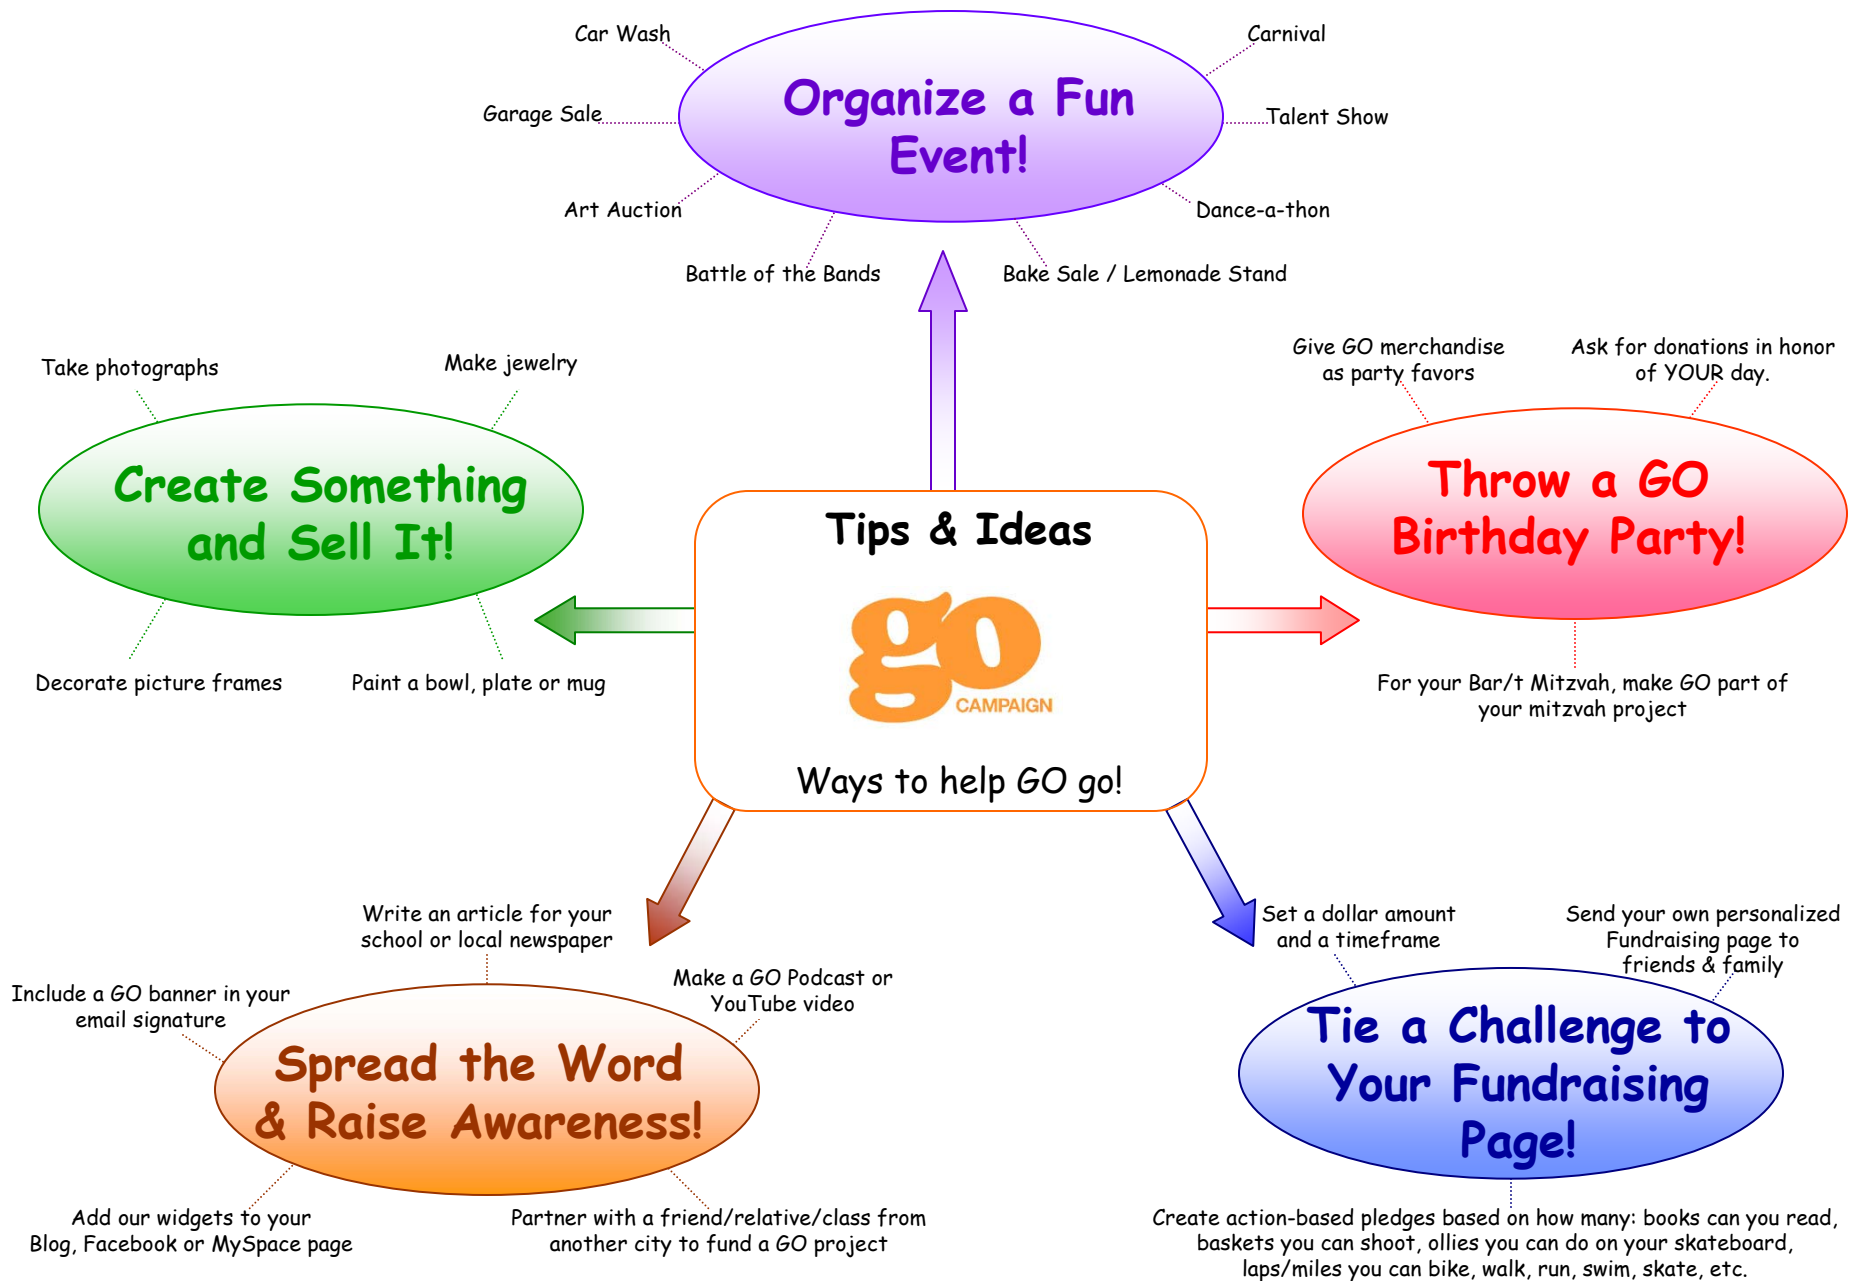 Car Wash
Carnival
Organize a Fun
Event!
Garage Sale
Talent Show
Art Auction
Dance-a-thon
Battle of the Bands
Bake Sale / Lemonade Stand
Take photographs
Make jewelry
Create Something
and Sell It!
Decorate picture frames
Paint a bowl, plate or mug
Give GO merchandise
as party favors
Ask for donations in honor
of YOUR day.
Throw a GO
Birthday Party!
For your Bar/t Mitzvah, make GO part of
your mitzvah project
Tips & Ideas
go
CAMPAIGN
Ways to help GO go!
Write an article for your
school or local newspaper
Include a GO banner in your
email signature
Make a GO Podcast or
YouTube video
Spread the Word
& Raise Awareness!
Add our widgets to your
Blog, Facebook or MySpace page
Partner with a friend/relative/class from
another city to fund a GO project
Set a dollar amount
and a timeframe
Send your own personalized
Fundraising page to
friends & family
Tie a Challenge to
Your Fundraising
Page!
Create action-based pledges based on how many: books can you read,
baskets you can shoot, ollies you can do on your skateboard,
laps/miles you can bike, walk, run, swim, skate, etc.